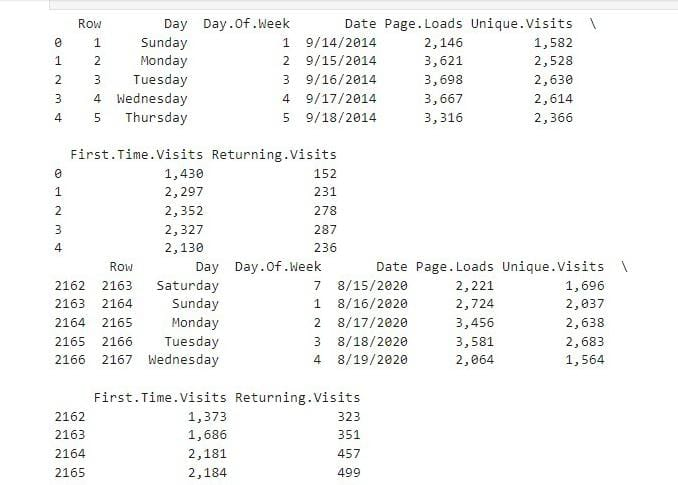 Row Day Day.Of.Week Date Page.Loads Unique.Visits \
0 1 Sunday 1 9/14/2014 2,146 1,582
1 2 Monday 2 9/15/2014 3,621 2,528
2 3 Tuesday 3 9/16/2014 3,698 2,630
3 4 Wednesday 4 9/17/2014 3,667 2,614
4 5 Thursday 5 9/18/2014 3,316 2,366
First.Time.Visits Returning.Visits
0 1,430 152
1 2,297 231
2 2,352 278
3 2,327 287
4 2,130 236
Row Day Day.Of.Week Date Page.Loads Unique.Visits \
2162 2163 Saturday 7 8/15/2020 2,221 1,696
2163 2164 Sunday 1 8/16/2020 2,724 2,037
2164 2165 Monday 2 8/17/2020 3,456 2,638
2165 2166 Tuesday 3 8/18/2020 3,581 2,683
2166 2167 Wednesday 4 8/19/2020 2,064 1,564
First.Time.Visits Returning.Visits
2162 1,373 323
2163 1,686 351
2164 2,181 457
2165 2,184 499